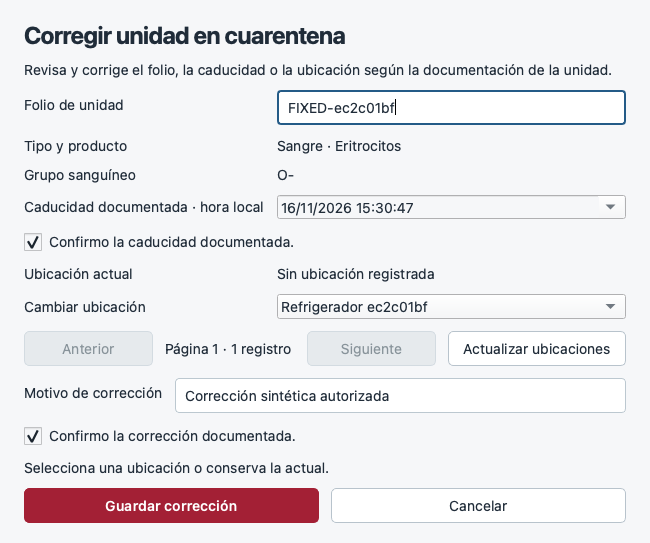 Corregir unidad en cuarentena
Revisa y corrige el folio, la caducidad o la ubicación según la documentación de la unidad.
Folio de unidad FIXED-ec2c01bf
Tipo y producto Sangre · Eritrocitos
Grupo sanguíneo O-
Caducidad documentada · hora local 16/11/2026 15:30:47
Confirmo la caducidad documentada.
Ubicación actual Sin ubicación registrada
Cambiar ubicación Refrigerador ec2c01bf
Anterior Página 1 · 1 registro Siguiente Actualizar ubicaciones
Motivo de corrección Corrección sintética autorizada
Confirmo la corrección documentada.
Selecciona una ubicación o conserva la actual.
Guardar corrección Cancelar